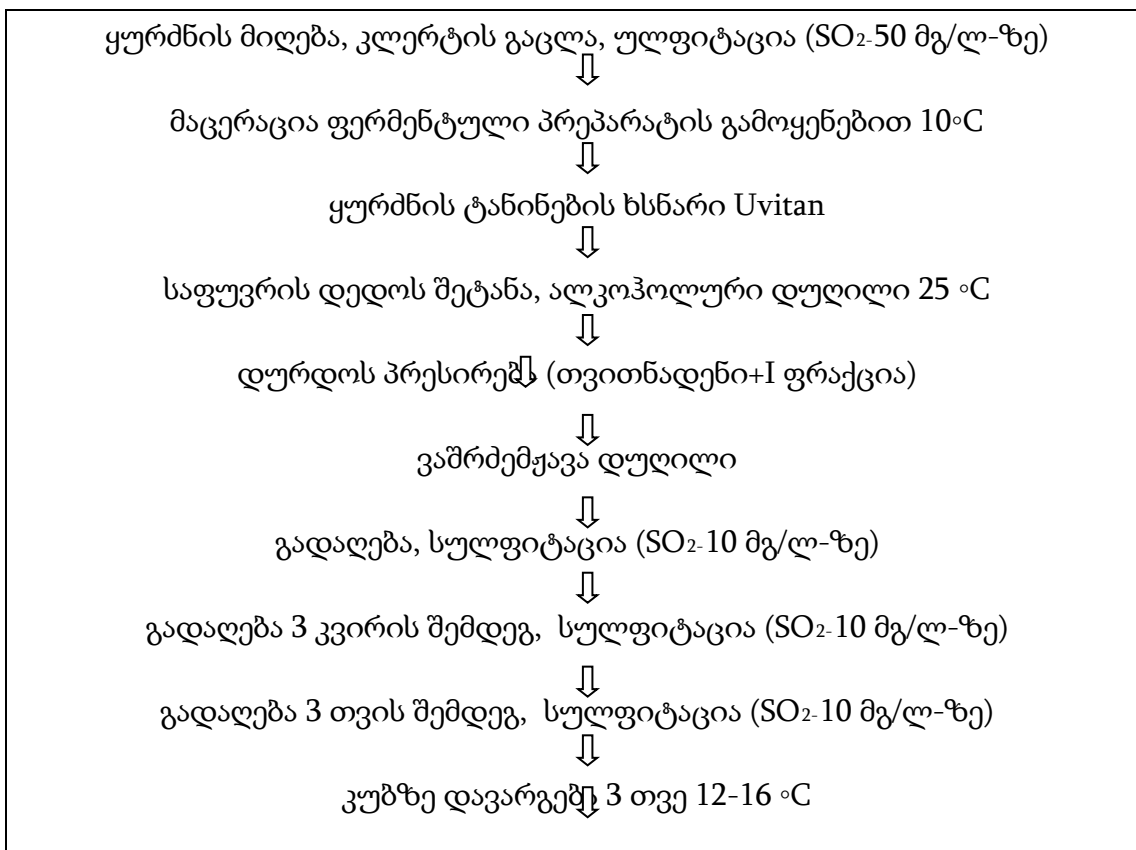 ყურძნის მიღება, კლერტის გაცლა, ულფიტაცია (SO₂-50 მგ/ლ-ზე)
⇩
მაცერაცია ფერმენტული პრეპარატის გამოყენებით 10◦C
⇩
ყურძნის ტანინების ხსნარი Uvitan
⇩
საფუვრის დედოს შეტანა, ალკოჰოლური დუღილი 25 ◦C
⇩
დურდოს პრესირება (თვითნადენი+I ფრაქცია)
⇩
ვაშრძემჟავა დუღილი
⇩
გადაღება, სულფიტაცია (SO₂-10 მგ/ლ-ზე)
⇩
გადაღება 3 კვირის შემდეგ, სულფიტაცია (SO₂-10 მგ/ლ-ზე)
⇩
გადაღება 3 თვის შემდეგ, სულფიტაცია (SO₂-10 მგ/ლ-ზე)
⇩
კუბზე დავარგება 3 თვე 12-16 ◦C